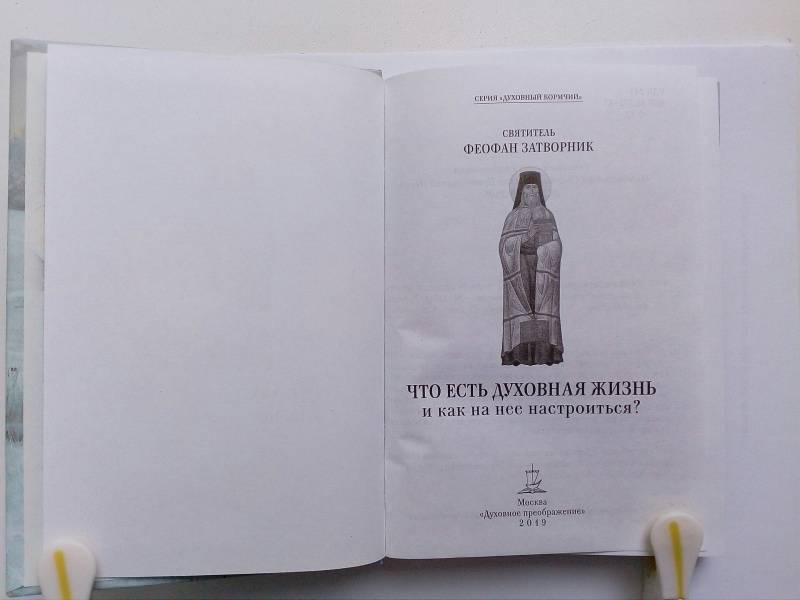 СЕРИЯ «ДУХОВНЫЙ КОРМЧИЙ»
СВЯТИТЕЛЬ
ФЕОФАН ЗАТВОРНИК
ЧТО ЕСТЬ ДУХОВНАЯ ЖИЗНЬ
и как на нее настроиться?
Москва
«Духовное преображение»
2019